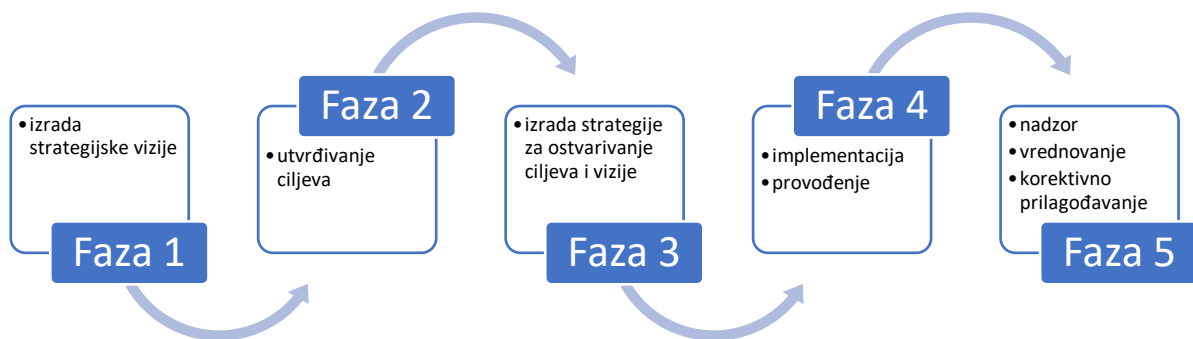 • izrada
strategijske vizije
Faza 1
Faza 2
• utvrđivanje
ciljeva
• izrada strategije
za ostvarivanje
ciljeva i vizije
Faza 3
Faza 4
• implementacija
• provođenje
• nadzor
• vrednovanje
• korektivno
prilagođavanje
Faza 5